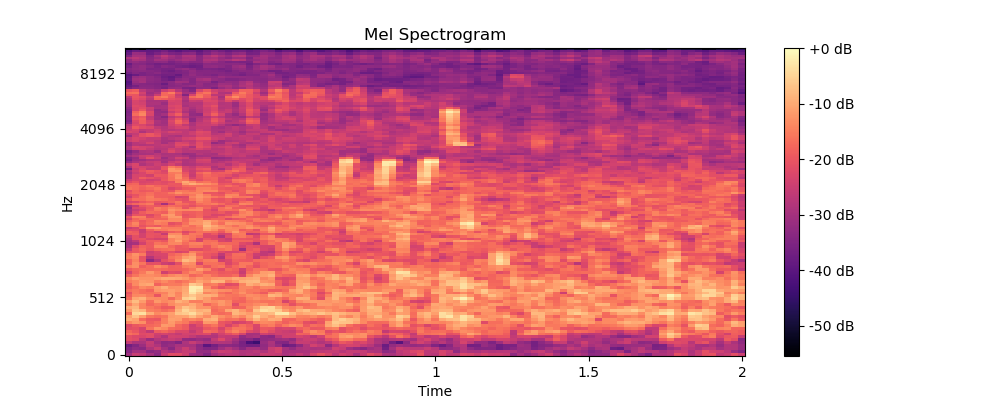 Mel Spectrogram
Hz
8192
4096
2048
1024
512
0
0
0.5
1
1.5
2
Time
+0 dB
-10 dB
-20 dB
-30 dB
-40 dB
-50 dB